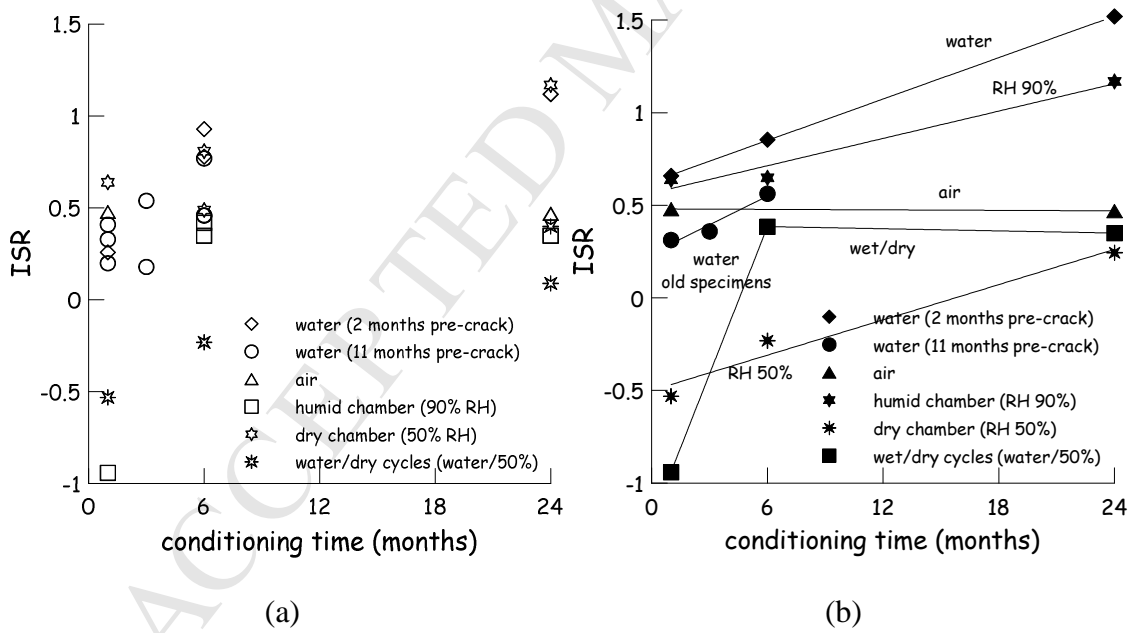 ACCEPTED MA
1.5
1
0.5
0
-0.5
-1
ISR
0
6
12
18
24
conditioning time (months)
water (2 months pre-crack)
water (11 months pre-crack)
air
humid chamber (90% RH)
dry chamber (50% RH)
water/dry cycles (water/50%)
(a)
1.5
1
0.5
0
-0.5
-1
ISR
0
6
12
18
24
conditioning time (months)
water
RH 90%
air
water
old specimens
wet/dry
RH 50%
water (2 months pre-crack)
water (11 months pre-crack)
air
humid chamber (RH 90%)
dry chamber (RH 50%)
wet/dry cycles (water/50%)
(b)